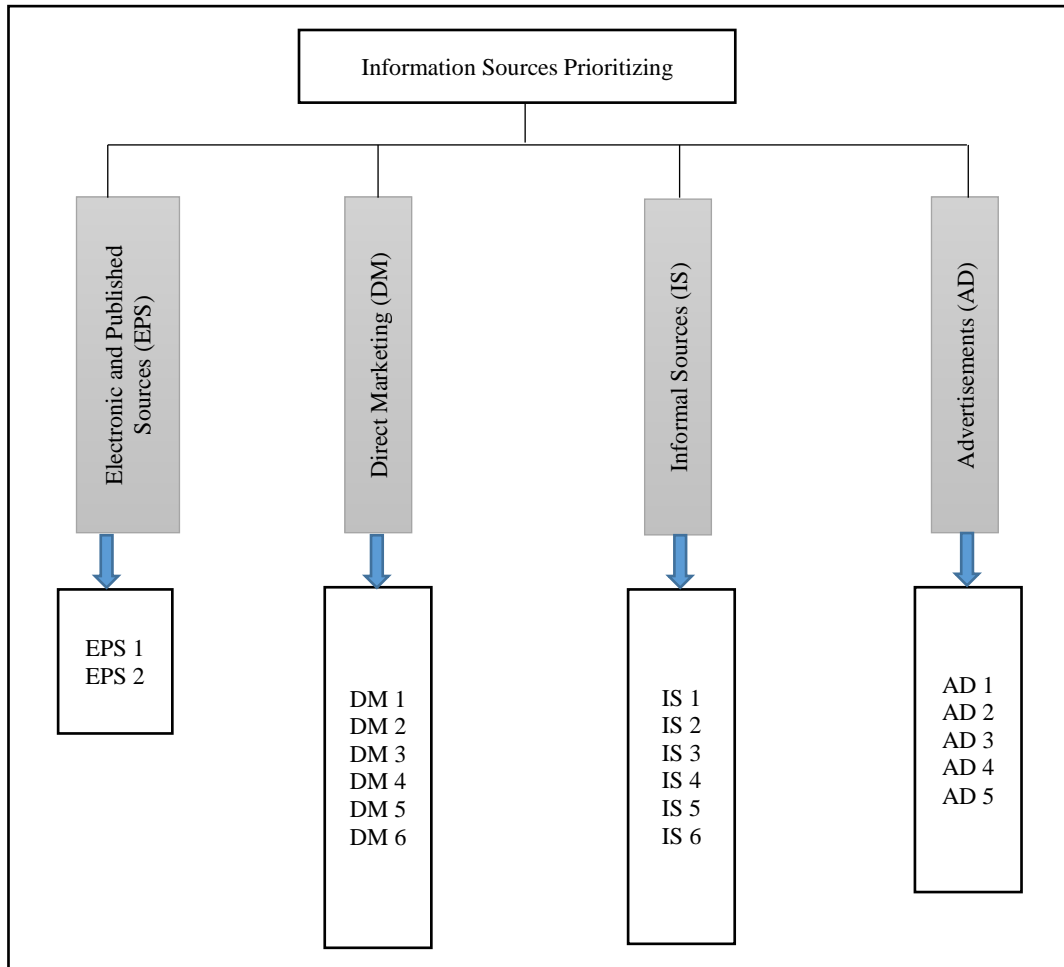 Information Sources Prioritizing
Electronic and Published
Sources (EPS)
Direct Marketing (DM)
Informal Sources (IS)
Advertisements (AD)
EPS 1
EPS 2
DM 1
DM 2
DM 3
DM 4
DM 5
DM 6
IS 1
IS 2
IS 3
IS 4
IS 5
IS 6
AD 1
AD 2
AD 3
AD 4
AD 5